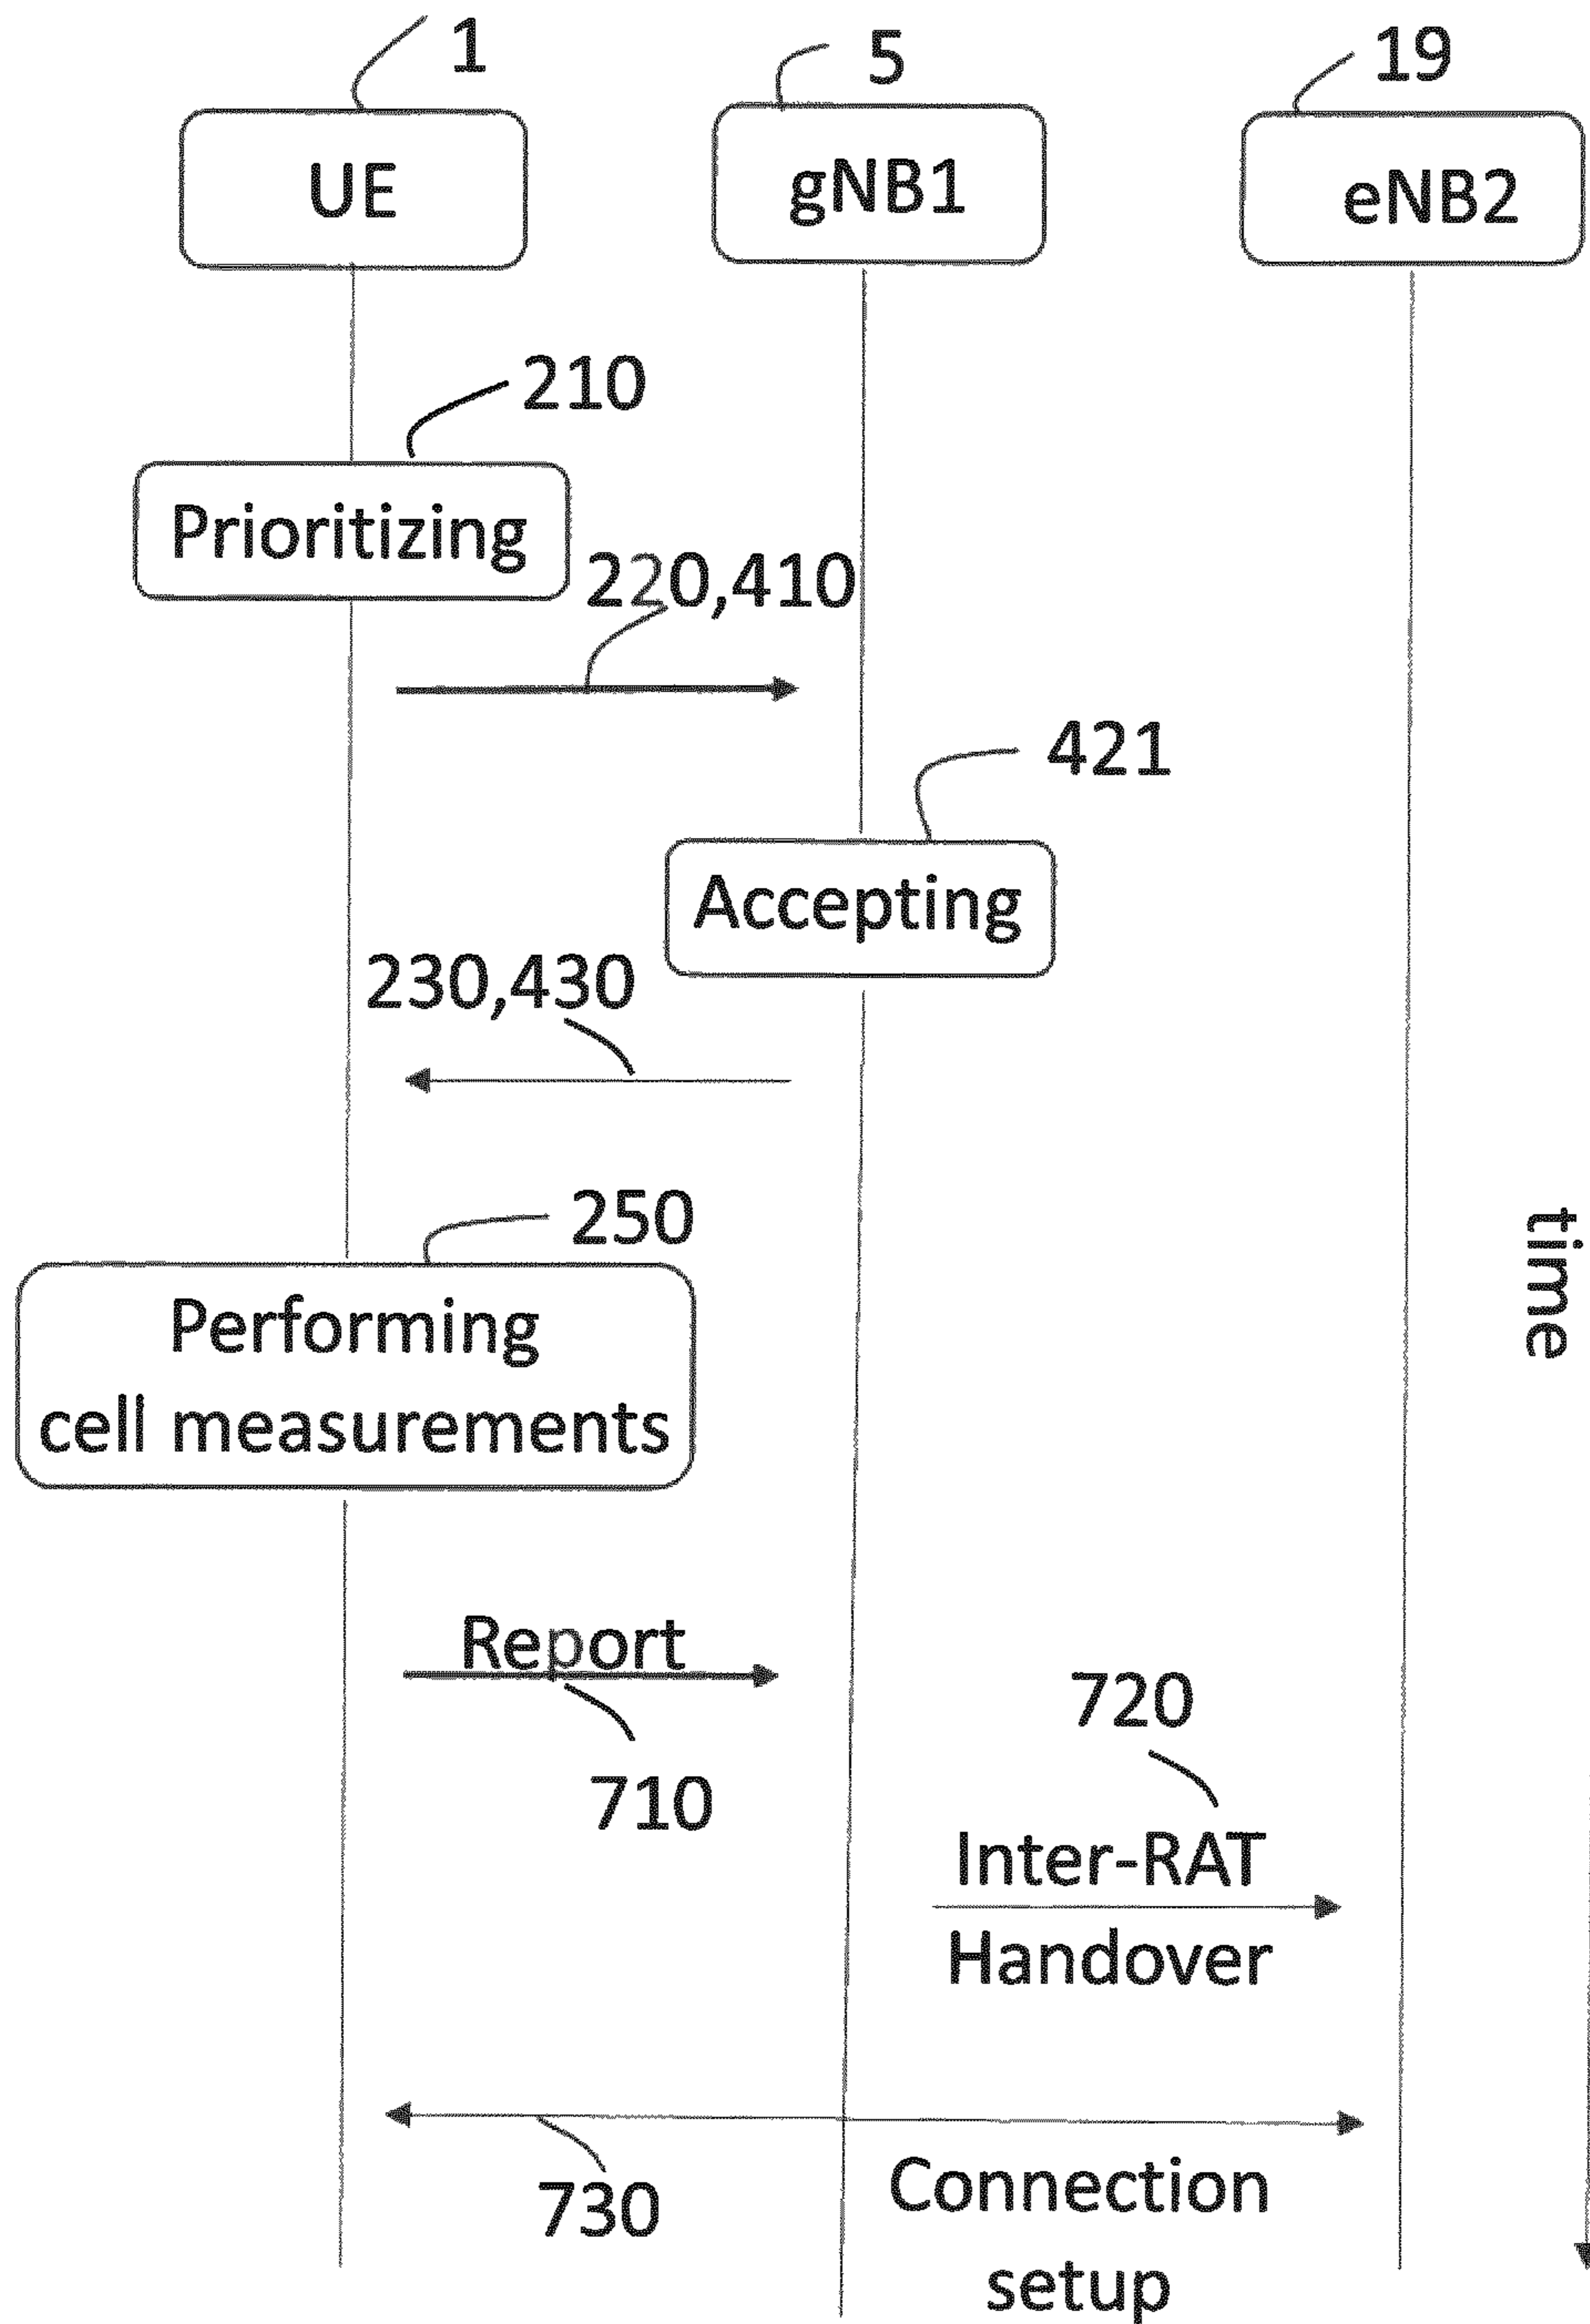 1
5
19
UE
gNB1
eNB2
210
Prioritizing
220,410
421
Accepting
230,430
250
Performing
cell measurements
time
Report
710
720
Inter-RAT
Handover
730
Connection
setup